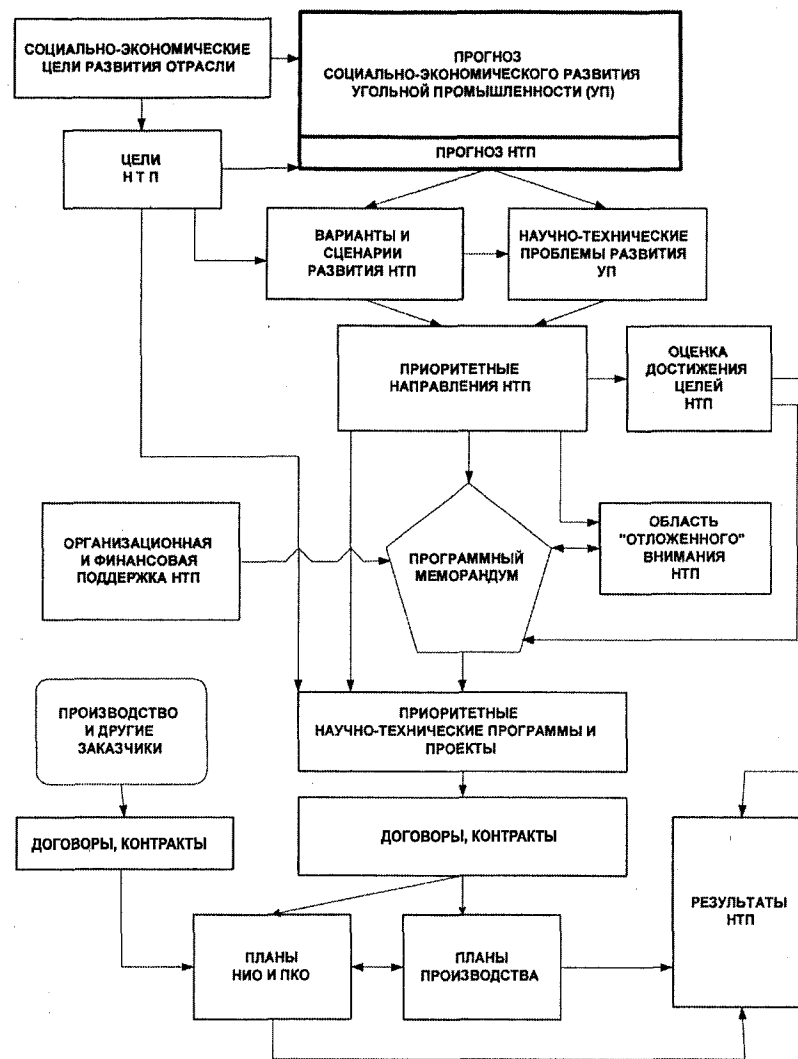 СОЦИАЛЬНО-ЭКОНОМИЧЕСКИЕ
ЦЕЛИ РАЗВИТИЯ ОТРАСЛИ
ПРОГНОЗ
СОЦИАЛЬНО-ЭКОНОМИЧЕСКОГО РАЗВИТИЯ
УГОЛЬНОЙ ПРОМЫШЛЕННОСТИ (УП)
ПРОГНОЗ НТП
ЦЕЛИ
Н Т П
ВАРИАНТЫ И
СЦЕНАРИИ
РАЗВИТИЯ НТП
НАУЧНО-ТЕХНИЧЕСКИЕ
ПРОБЛЕМЫ РАЗВИТИЯ
УП
ПРИОРИТЕТНЫЕ
НАПРАВЛЕНИЯ НТП
ОЦЕНКА
ДОСТИЖЕНИЯ
ЦЕЛЕЙ
НТП
ОРГАНИЗАЦИОННАЯ
И ФИНАНСОВАЯ
ПОДДЕРЖКА НТП
ПРОГРАММНЫЙ
МЕМОРАНДУМ
ОБЛАСТЬ
"ОТЛОЖЕННОГО"
ВНИМАНИЯ
НТП
ПРОИЗВОДСТВО
И ДРУГИЕ
ЗАКАЗЧИКИ
ПРИОРИТЕТНЫЕ
НАУЧНО-ТЕХНИЧЕСКИЕ ПРОГРАММЫ И
ПРОЕКТЫ
ДОГОВОРЫ, КОНТРАКТЫ
ДОГОВОРЫ, КОНТРАКТЫ
РЕЗУЛЬТАТЫ
НТП
ПЛАНЫ
НИО И ПКО
ПЛАНЫ
ПРОИЗВОДСТВА